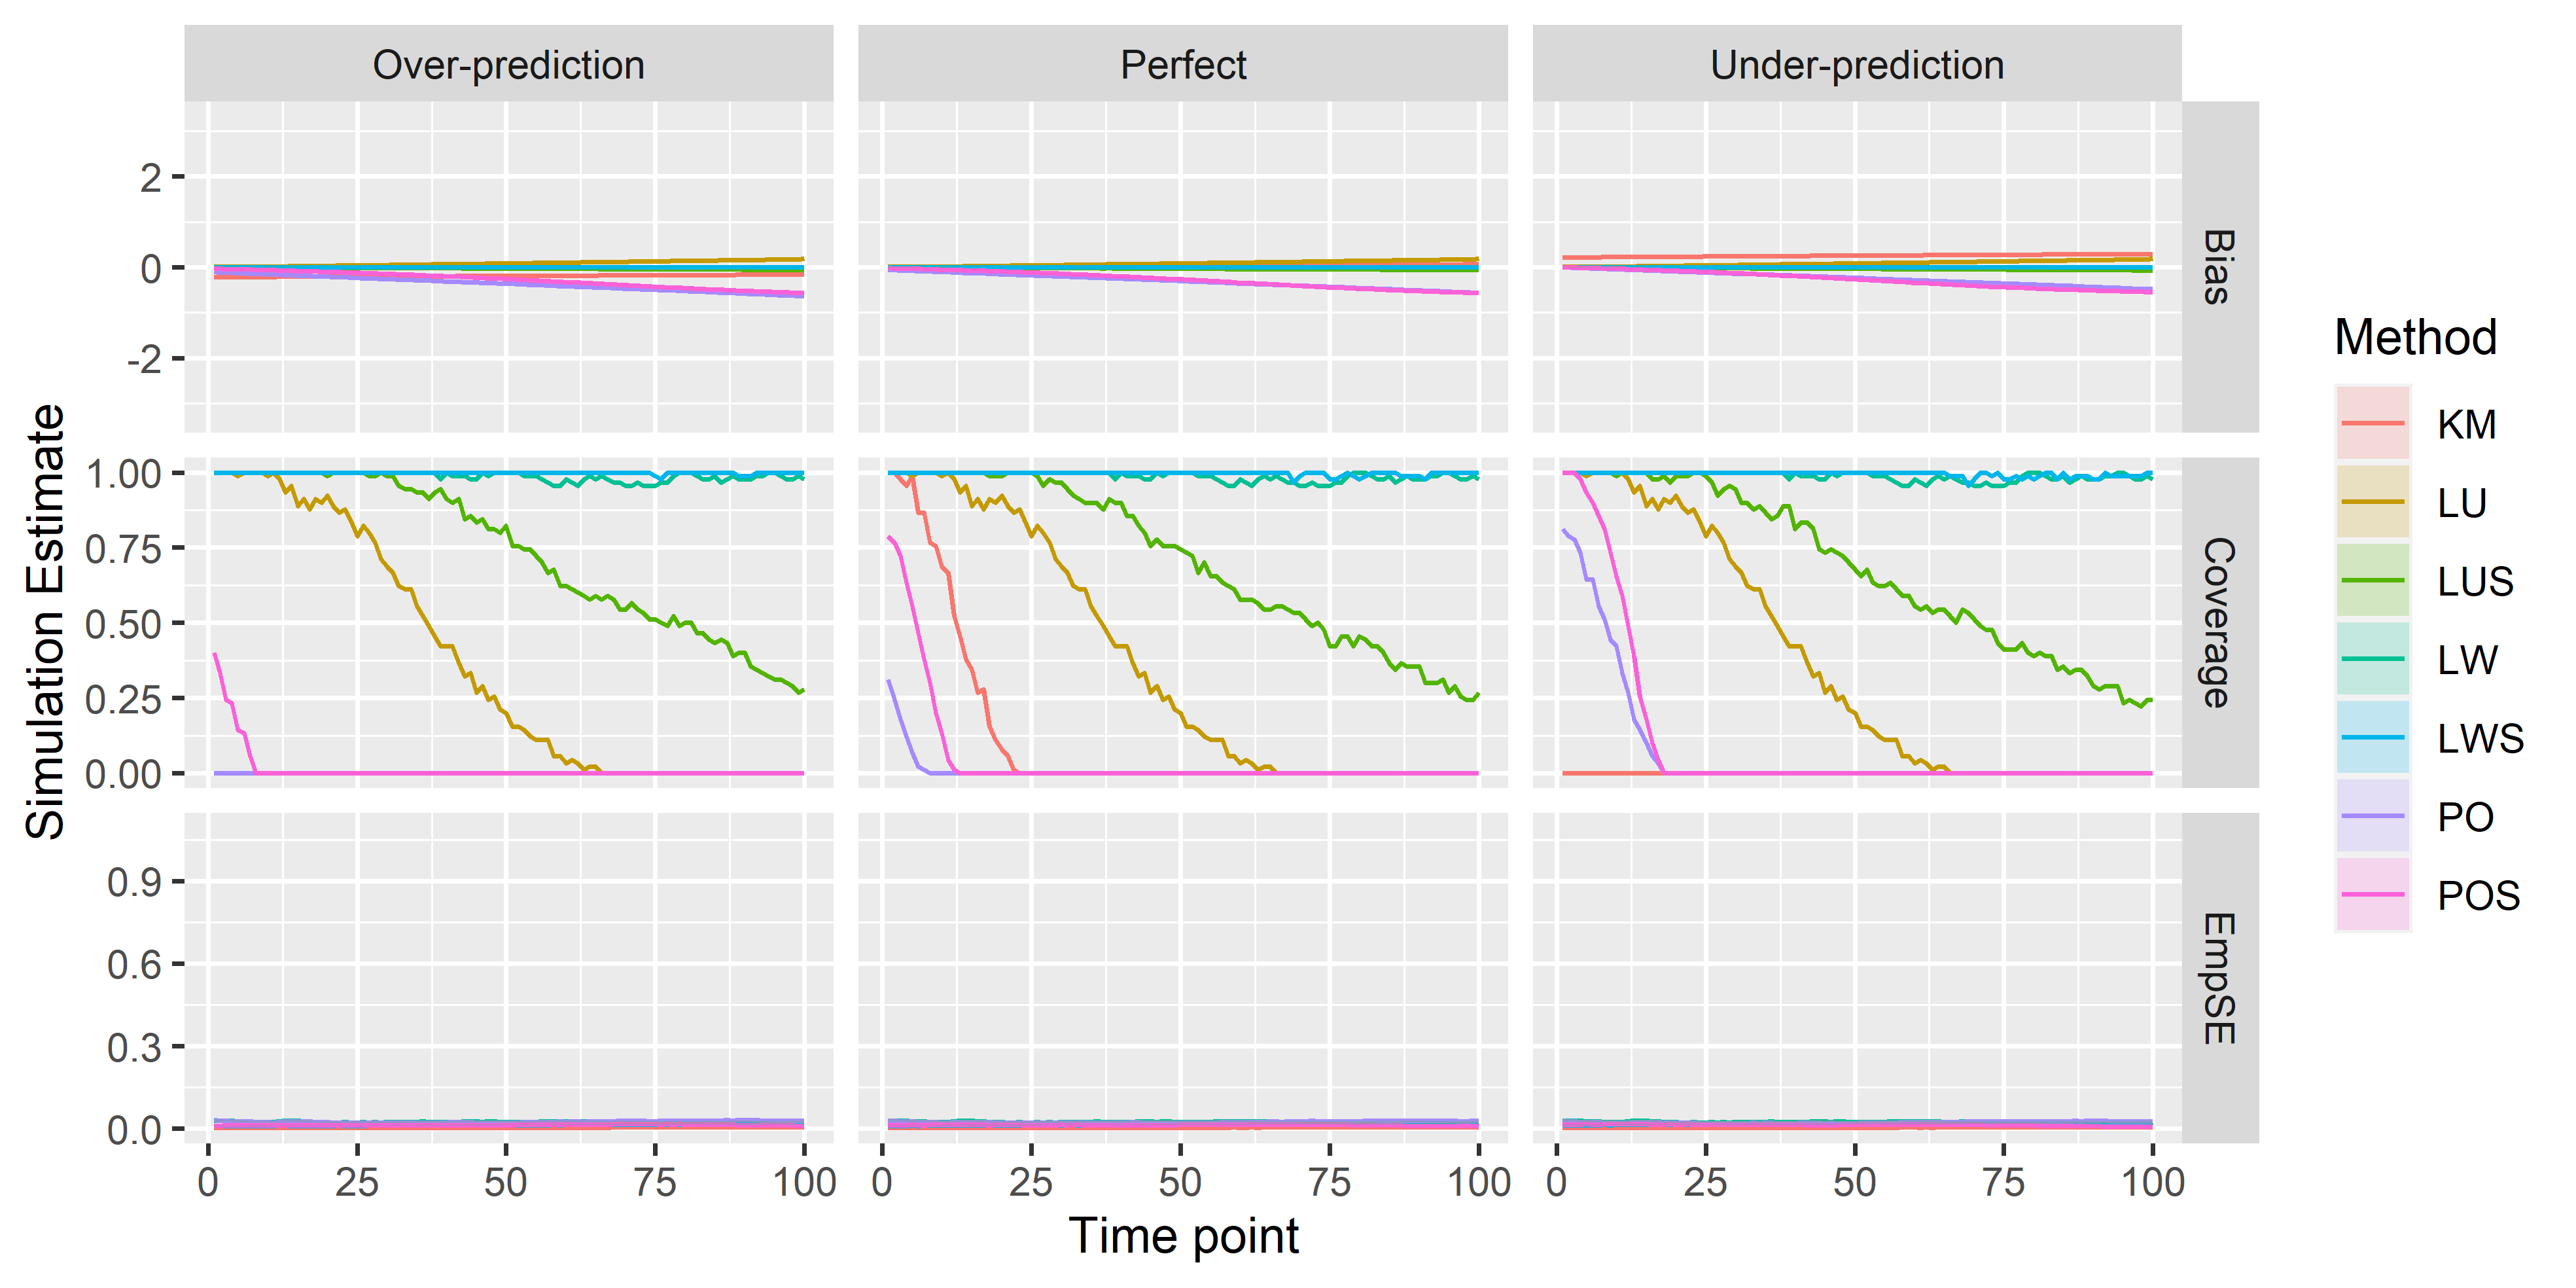 Over-prediction
Perfect
Under-prediction
2
0
-2
Bias
1.00
0.75
0.50
0.25
0.00
Coverage
0.9
0.6
0.3
0.0
EmpSE
0 25 50 75 100
0 25 50 75 100
0 25 50 75 100
Time point
Simulation Estimate
Method
KM
LU
LUS
LW
LWS
PO
POS